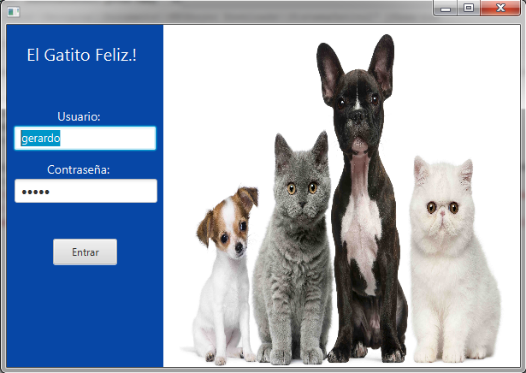 El Gatito Feliz.!
Usuario:
gerardo
Contraseña:
•••••
Entrar